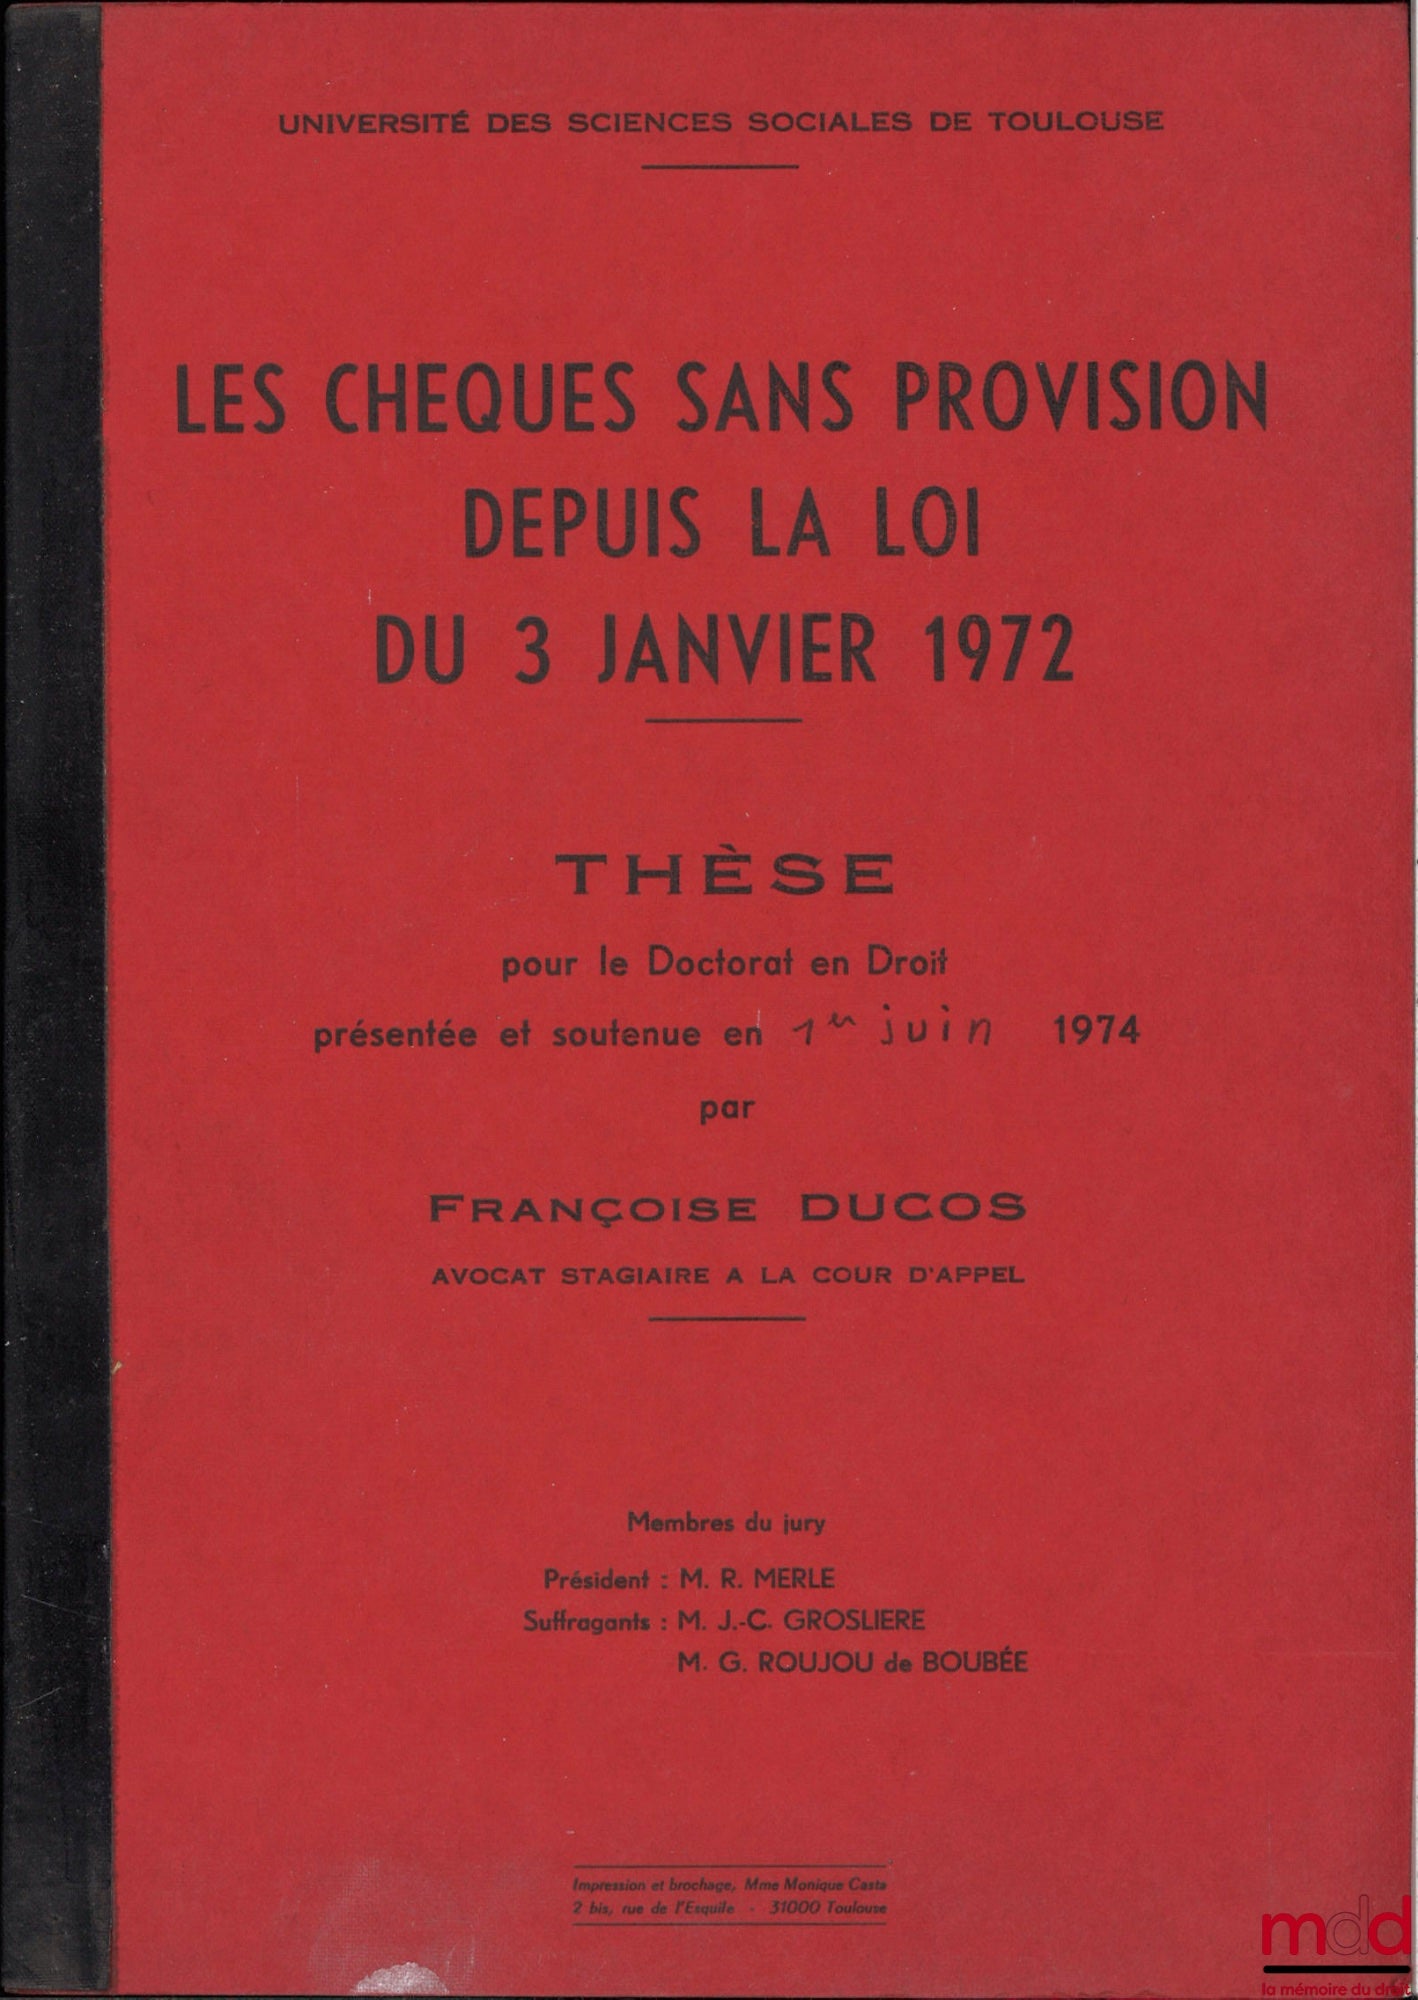 UNIVERSITÉ DES SCIENCES SOCIALES DE TOULOUSE
LES CHEQUES SANS PROVISION
DEPUIS LA LOI
DU 3 JANVIER 1972
THÈSE
pour le Doctorat en Droit
présentée et soutenue en 1er juin 1974
par
FRANÇOISE DUCOS
AVOCAT STAGIAIRE A LA COUR D'APPEL
Membres du jury
Président : M. R. MERLE
Suffragants : M. J.-C. GROSLIERE
M. G. ROUJOU de BOUBÉE
Impression et brochage, Mme Monique Casta
2 bis, rue de l'Esquile - 31000 Toulouse
mdd
la mémoire du droit